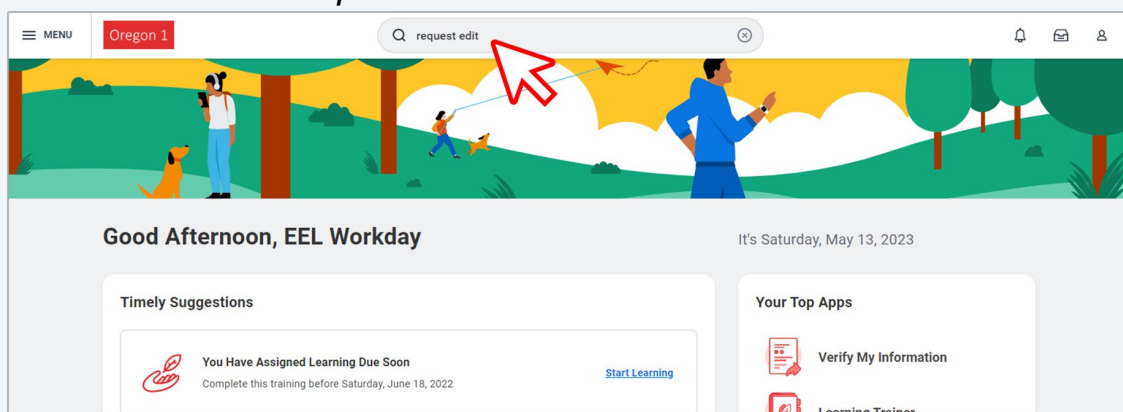 MENU
Oregon 1
request edit
Good Afternoon, EEL Workday
It's Saturday, May 13, 2023
Timely Suggestions
You Have Assigned Learning Due Soon
Complete this training before Saturday, June 18, 2022
Start Learning
Your Top Apps
Verify My Information
Learning Trainer